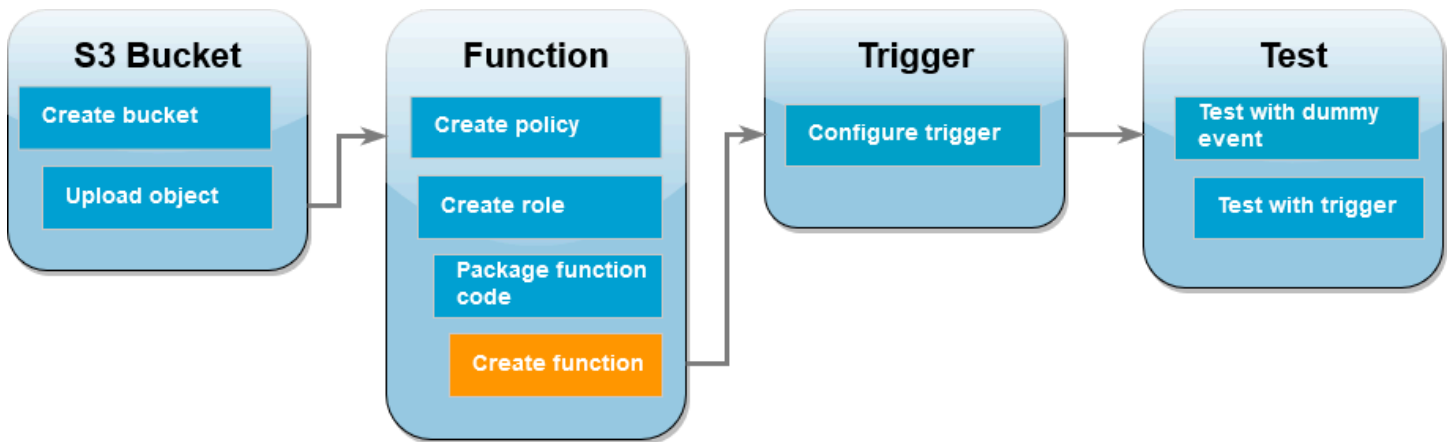 S3 Bucket
Create bucket
Upload object
Function
Create policy
Create role
Package function
code
Create function
Trigger
Configure trigger
Test
Test with dummy
event
Test with trigger